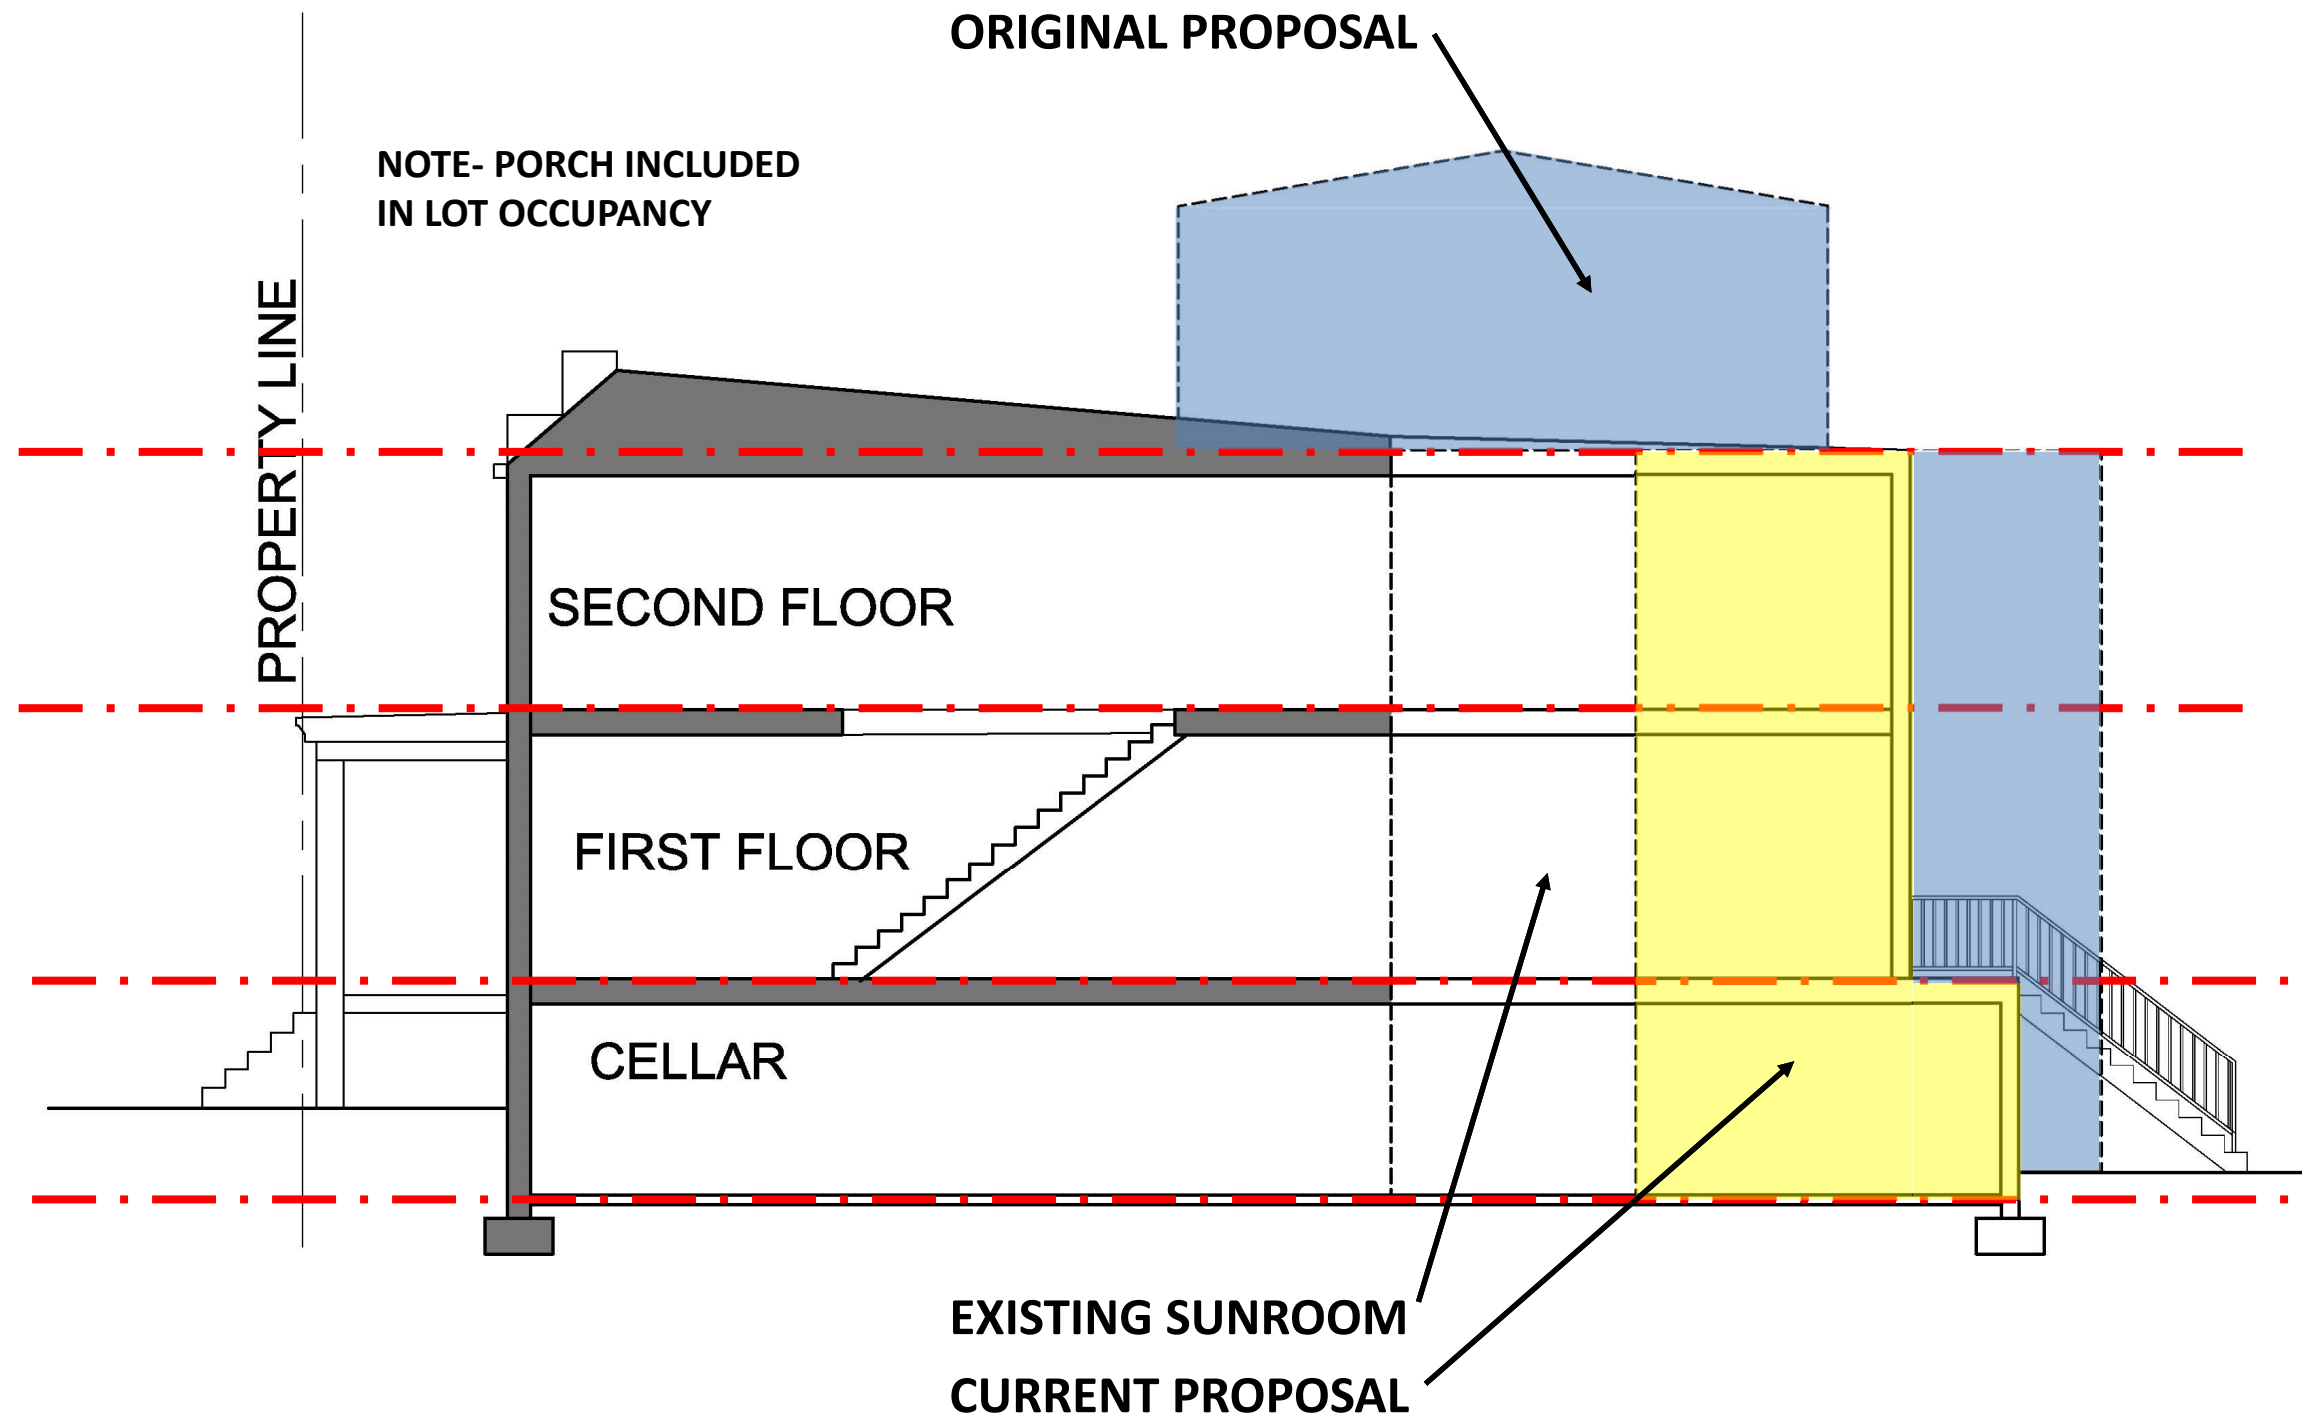 ORIGINAL PROPOSAL
NOTE- PORCH INCLUDED
IN LOT OCCUPANCY
PROPERTY LINE
SECOND FLOOR
FIRST FLOOR
CELLAR
EXISTING SUNROOM
CURRENT PROPOSAL